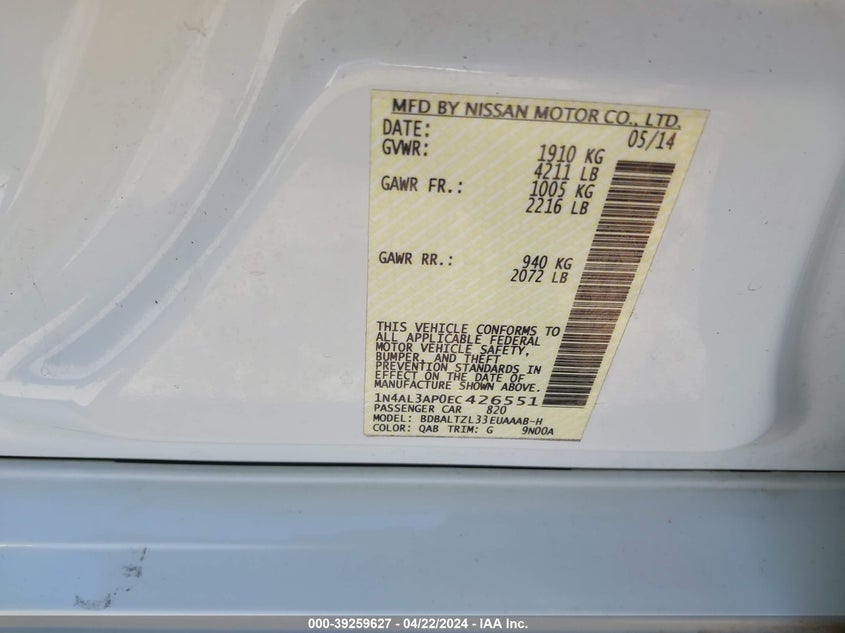 MFD BY NISSAN MOTOR CO., LTD.
DATE: 05/14
GVWR: 1910 KG
4211 LB
GAWR FR.: 1005 KG
2216 LB
GAWR RR.: 940 KG
2072 LB
THIS VEHICLE CONFORMS TO
ALL APPLICABLE FEDERAL
MOTOR VEHICLE SAFETY,
BUMPER, AND THEFT
PREVENTION STANDARDS IN
EFFECT ON THE DATE OF
MANUFACTURE SHOWN ABOVE.
1N4AL3AP0EC426551
PASSENGER CAR 820
MODEL: BDBALTZL33EUAAAB-H
COLOR: QAB TRIM: G 9N00A
000-39259627 - 04/22/2024 - IAA Inc.